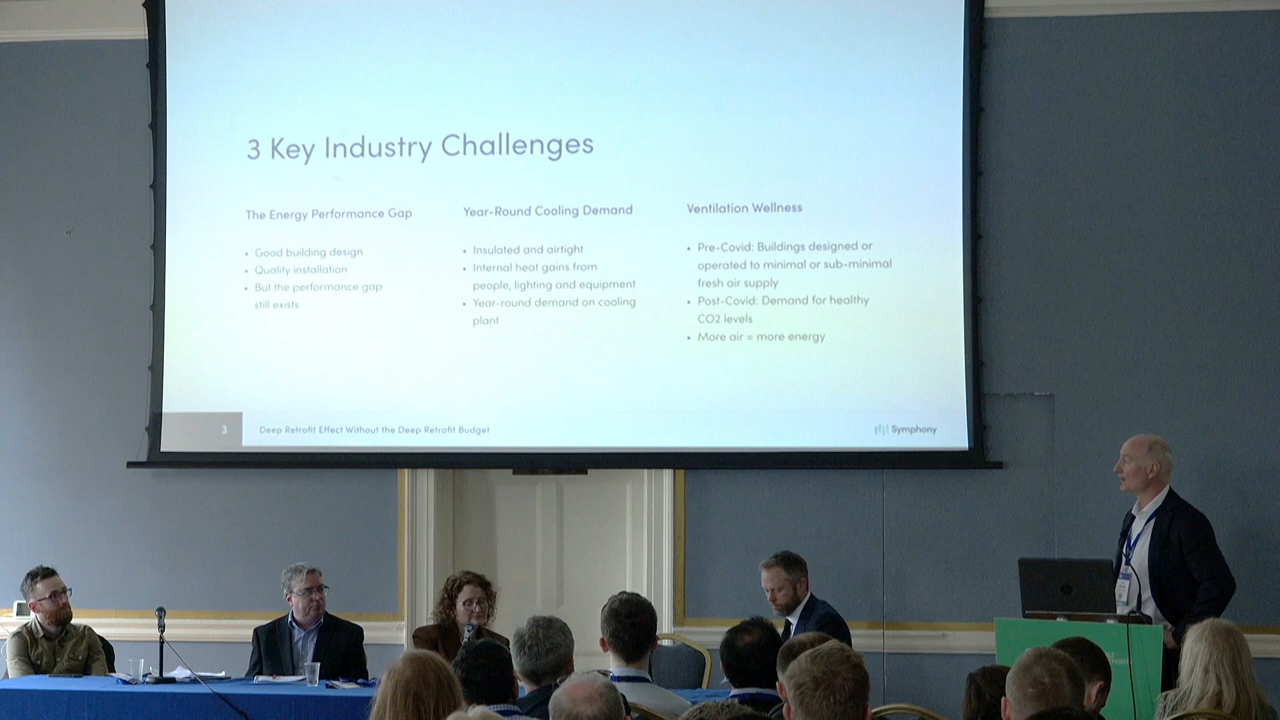 3 Key Industry Challenges
The Energy Performance Gap
• Good building design
• Quality installation
• But the performance gap
still exists
Year-Round Cooling Demand
• Insulated and airtight
• Internal heat gains from
people, lighting and equipment
• Year-round demand on cooling
plant
Ventilation Wellness
• Pre-Covid: Buildings designed or
operated to minimal or sub-minimal
fresh air supply
• Post-Covid: Demand for healthy
CO2 levels
• More air = more energy
3
Deep Retrofit Effect Without the Deep Retrofit Budget
Symphony